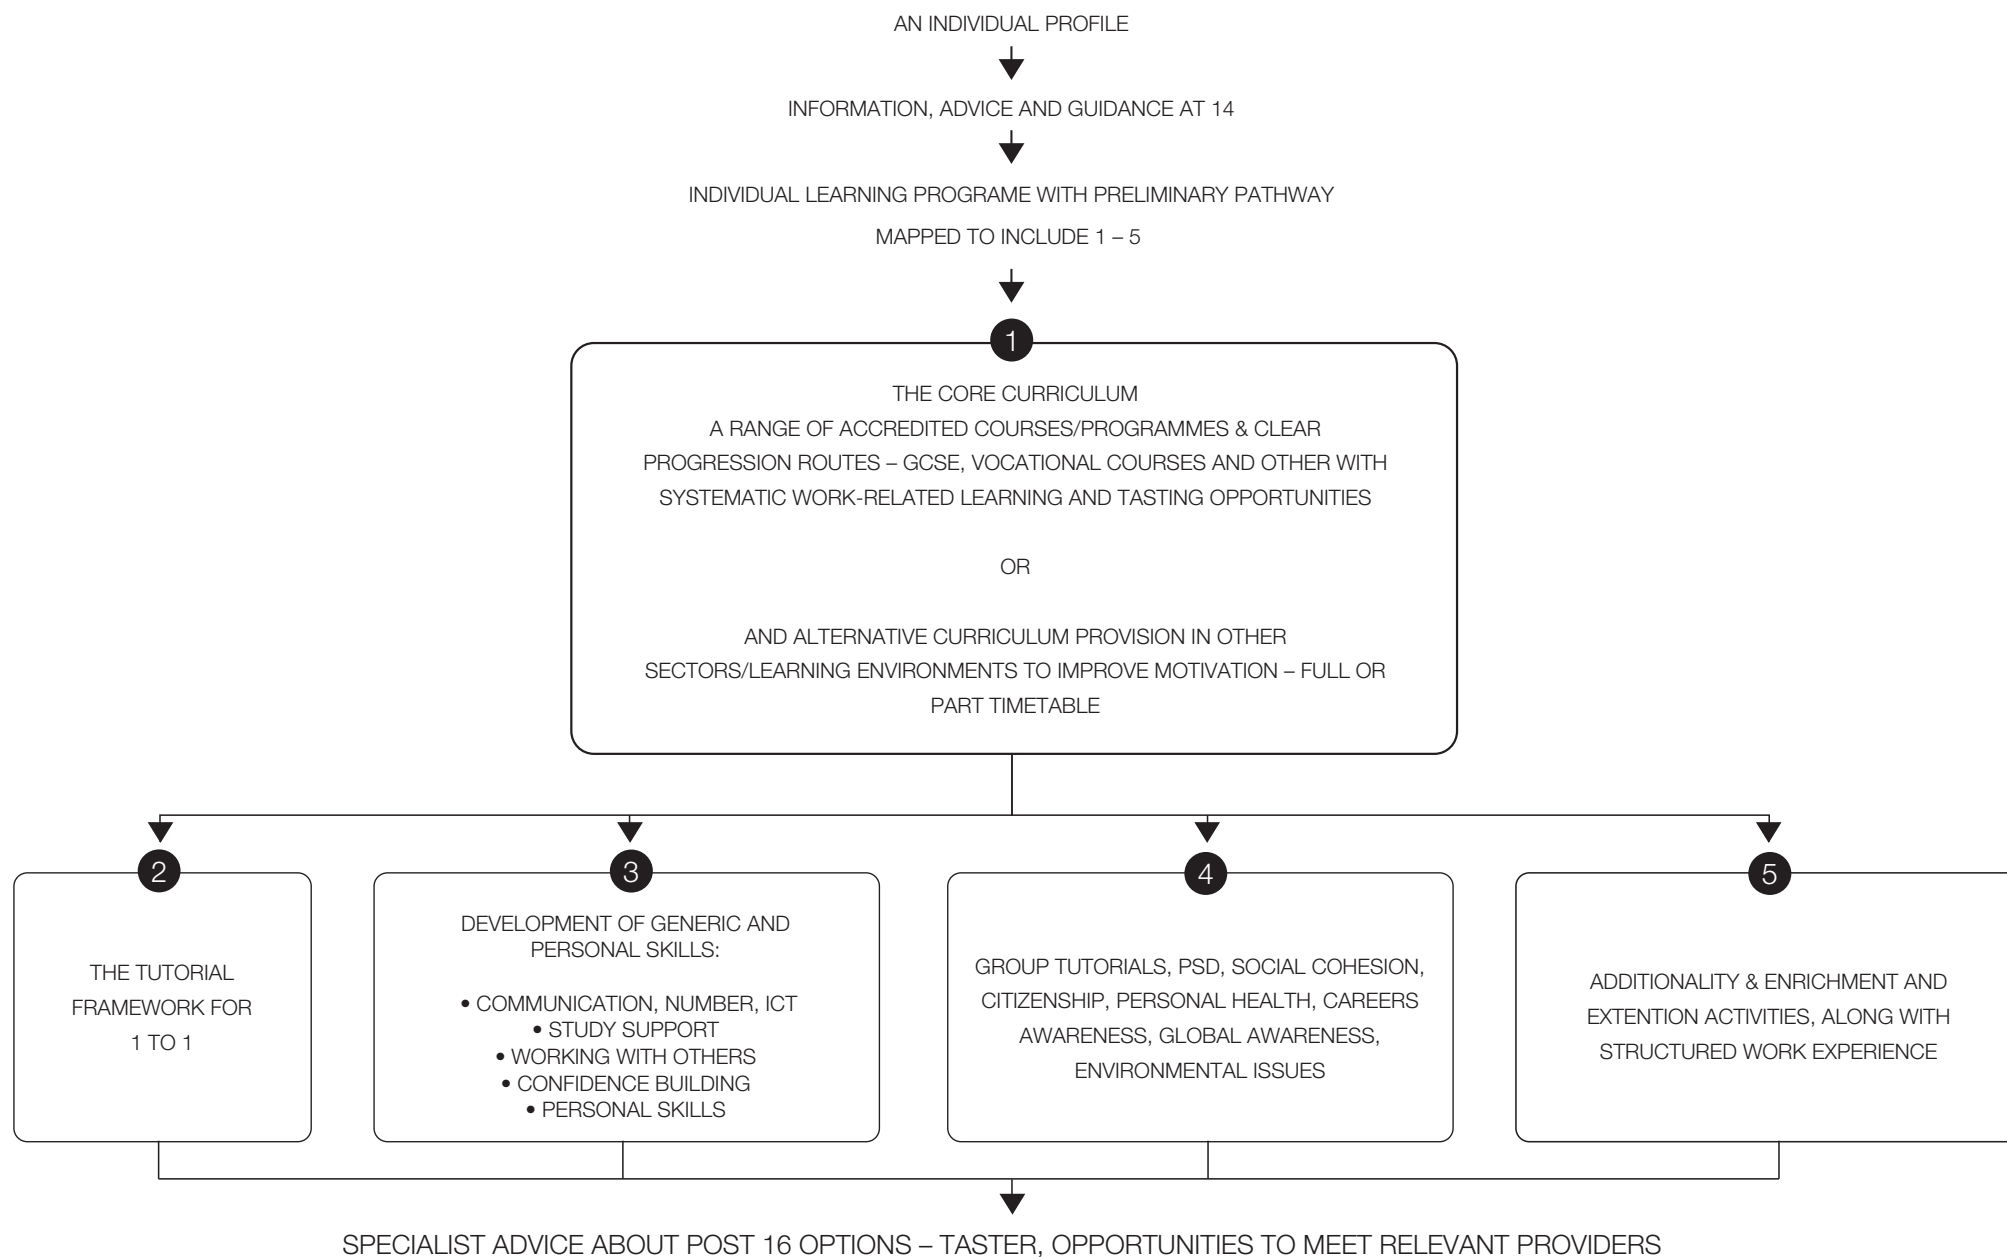 AN INDIVIDUAL PROFILE
INFORMATION, ADVICE AND GUIDANCE AT 14
INDIVIDUAL LEARNING PROGRAME WITH PRELIMINARY PATHWAY
MAPPED TO INCLUDE 1 – 5
1
THE CORE CURRICULUM
A RANGE OF ACCREDITED COURSES/PROGRAMMES & CLEAR
PROGRESSION ROUTES – GCSE, VOCATIONAL COURSES AND OTHER WITH
SYSTEMATIC WORK-RELATED LEARNING AND TASTING OPPORTUNITIES
OR
AND ALTERNATIVE CURRICULUM PROVISION IN OTHER
SECTORS/LEARNING ENVIRONMENTS TO IMPROVE MOTIVATION – FULL OR
PART TIMETABLE
2
THE TUTORIAL
FRAMEWORK FOR
1 TO 1
3
DEVELOPMENT OF GENERIC AND
PERSONAL SKILLS:
• COMMUNICATION, NUMBER, ICT
• STUDY SUPPORT
• WORKING WITH OTHERS
• CONFIDENCE BUILDING
• PERSONAL SKILLS
4
GROUP TUTORIALS, PSD, SOCIAL COHESION,
CITIZENSHIP, PERSONAL HEALTH, CAREERS
AWARENESS, GLOBAL AWARENESS,
ENVIRONMENTAL ISSUES
5
ADDITIONALITY & ENRICHMENT AND
EXTENTION ACTIVITIES, ALONG WITH
STRUCTURED WORK EXPERIENCE
SPECIALIST ADVICE ABOUT POST 16 OPTIONS – TASTER, OPPORTUNITIES TO MEET RELEVANT PROVIDERS